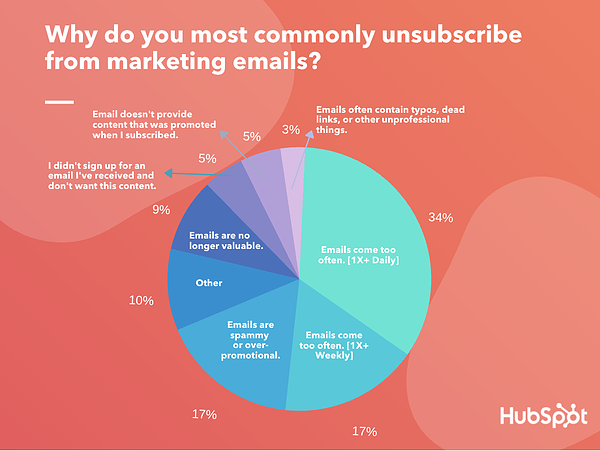 Why do you most commonly unsubscribe
from marketing emails?
Email doesn't provide
content that was promoted
when I subscribed.
Emails often contain typos, dead
links, or other unprofessional
things.
5%
3%
5%
I didn't sign up for an
email I've received and
don't want this content.
9%
34%
Emails are no
longer valuable.
Emails come too
often. [1X+ Daily]
Other
10%
Emails are
spammy
or over-
promotional.
Emails come
too often. [1X+
Weekly]
17%
17%
HubSpot